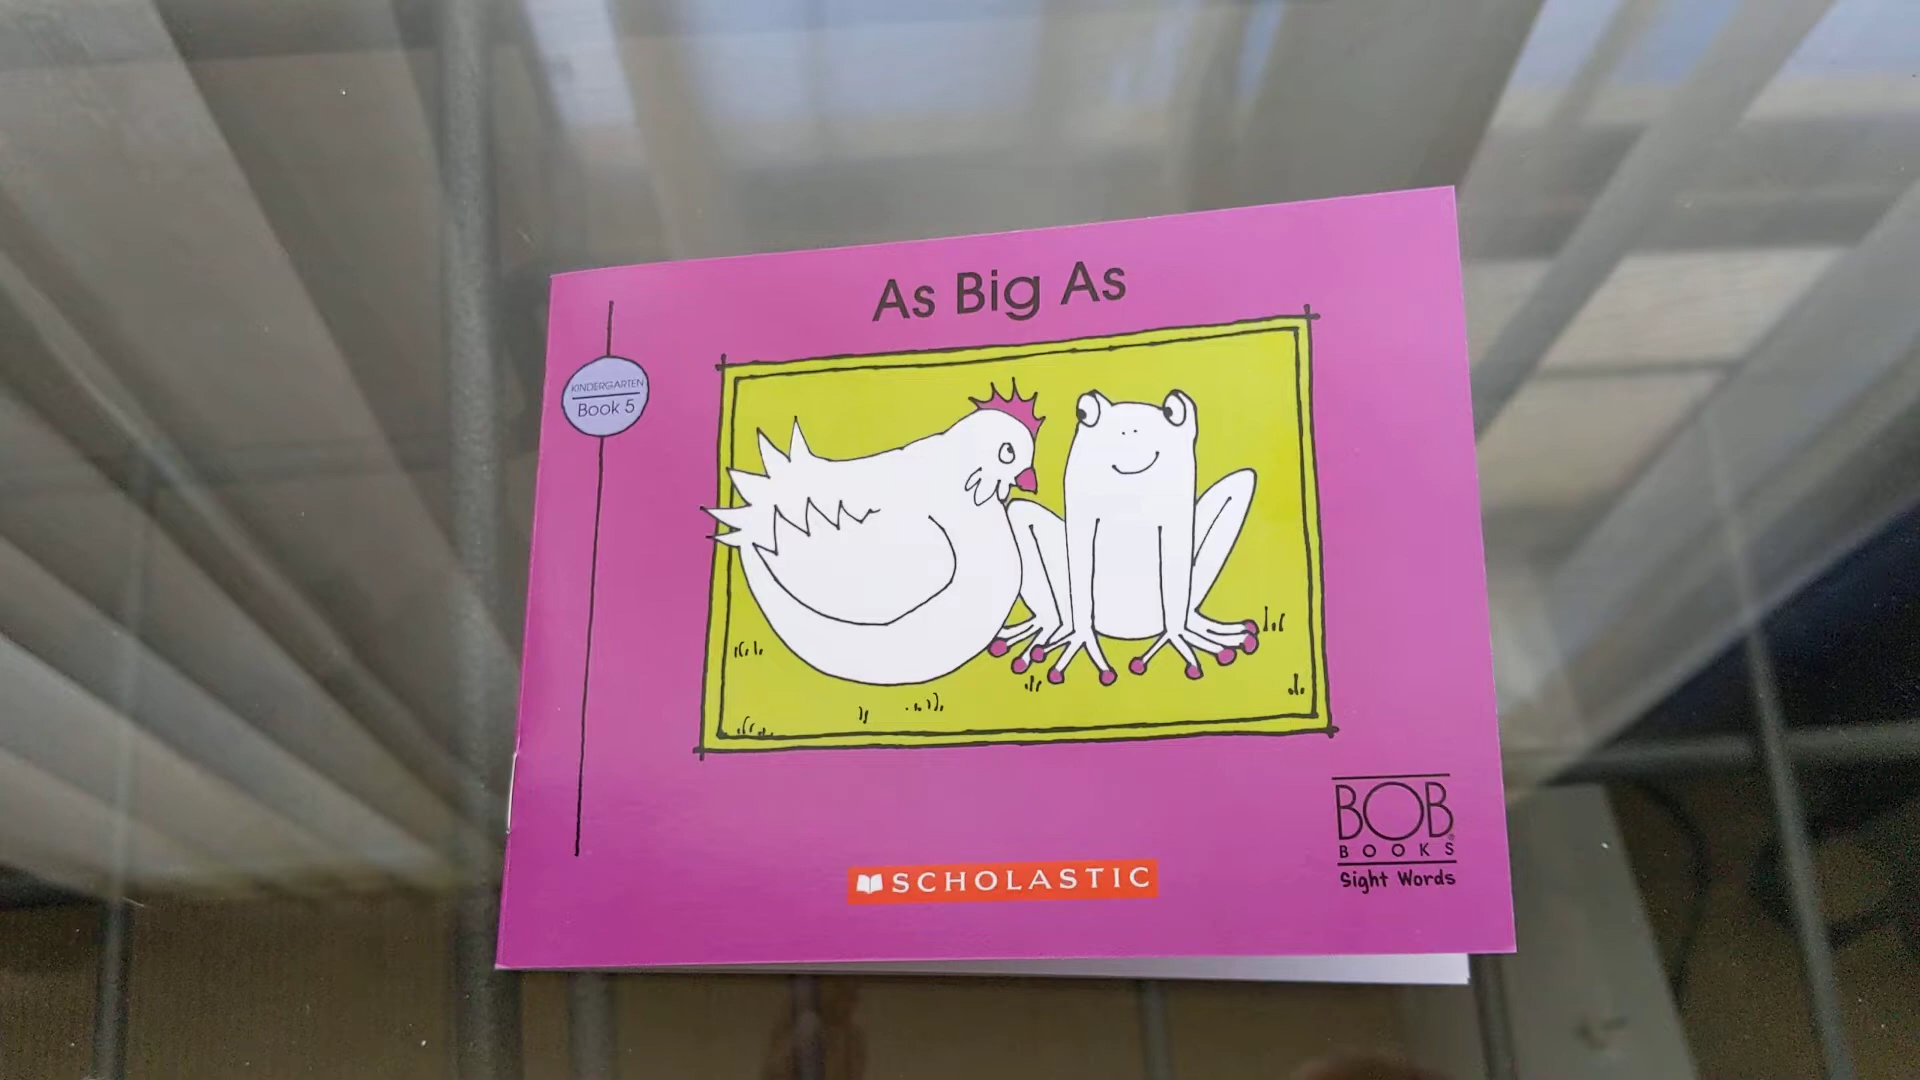 As Big As
KINDERGARTEN
Book 5
SCHOLASTIC
BOB®
BOOKS
Sight Words